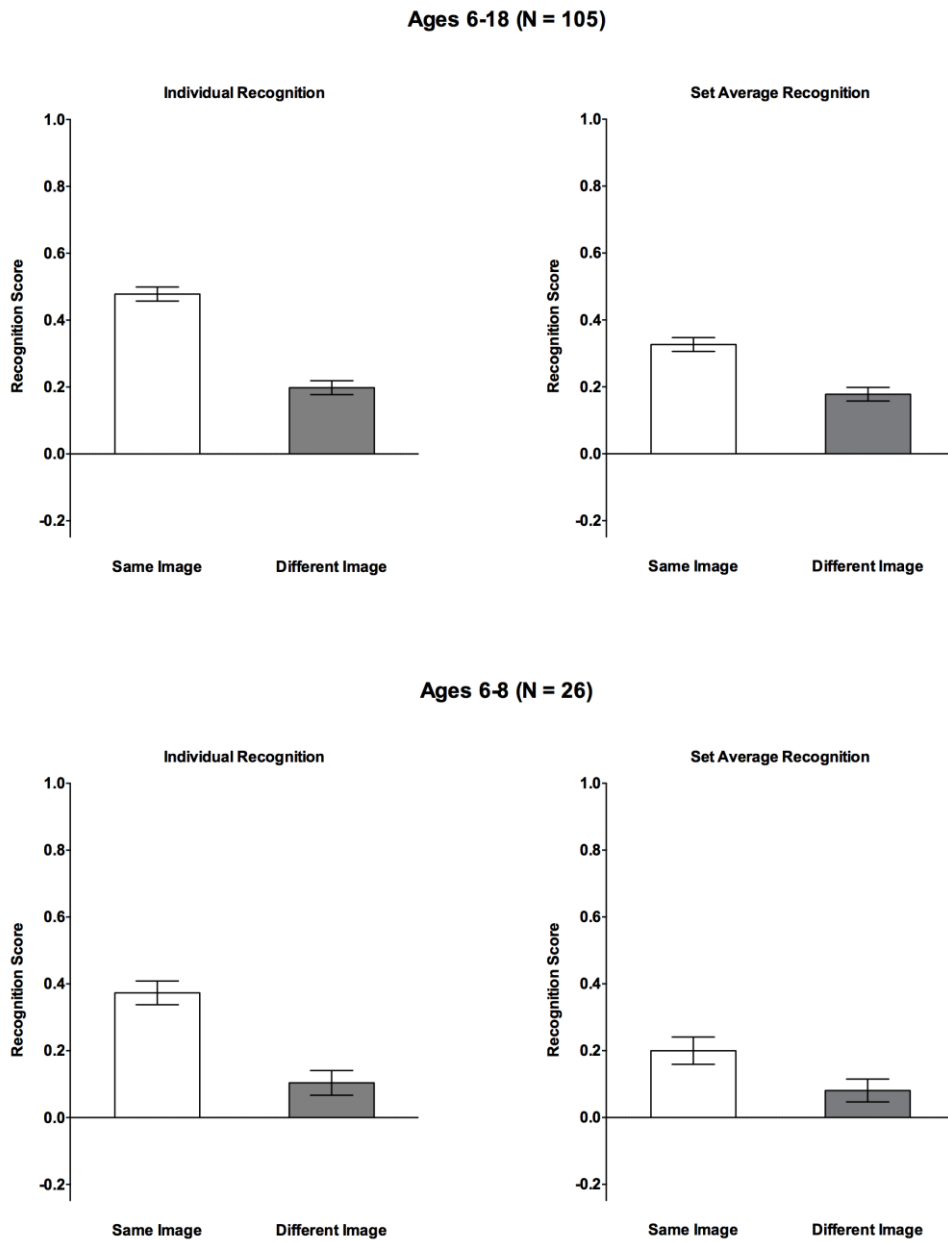 Ages 6-18 (N = 105)
Individual Recognition
1.0
0.8
0.6
0.4
0.2
0.0
-0.2
Recognition Score
Same Image Different Image
Set Average Recognition
1.0
0.8
0.6
0.4
0.2
0.0
-0.2
Recognition Score
Same Image Different Image
Ages 6-8 (N = 26)
Individual Recognition
1.0
0.8
0.6
0.4
0.2
0.0
-0.2
Recognition Score
Same Image Different Image
Set Average Recognition
1.0
0.8
0.6
0.4
0.2
0.0
-0.2
Recognition Score
Same Image Different Image